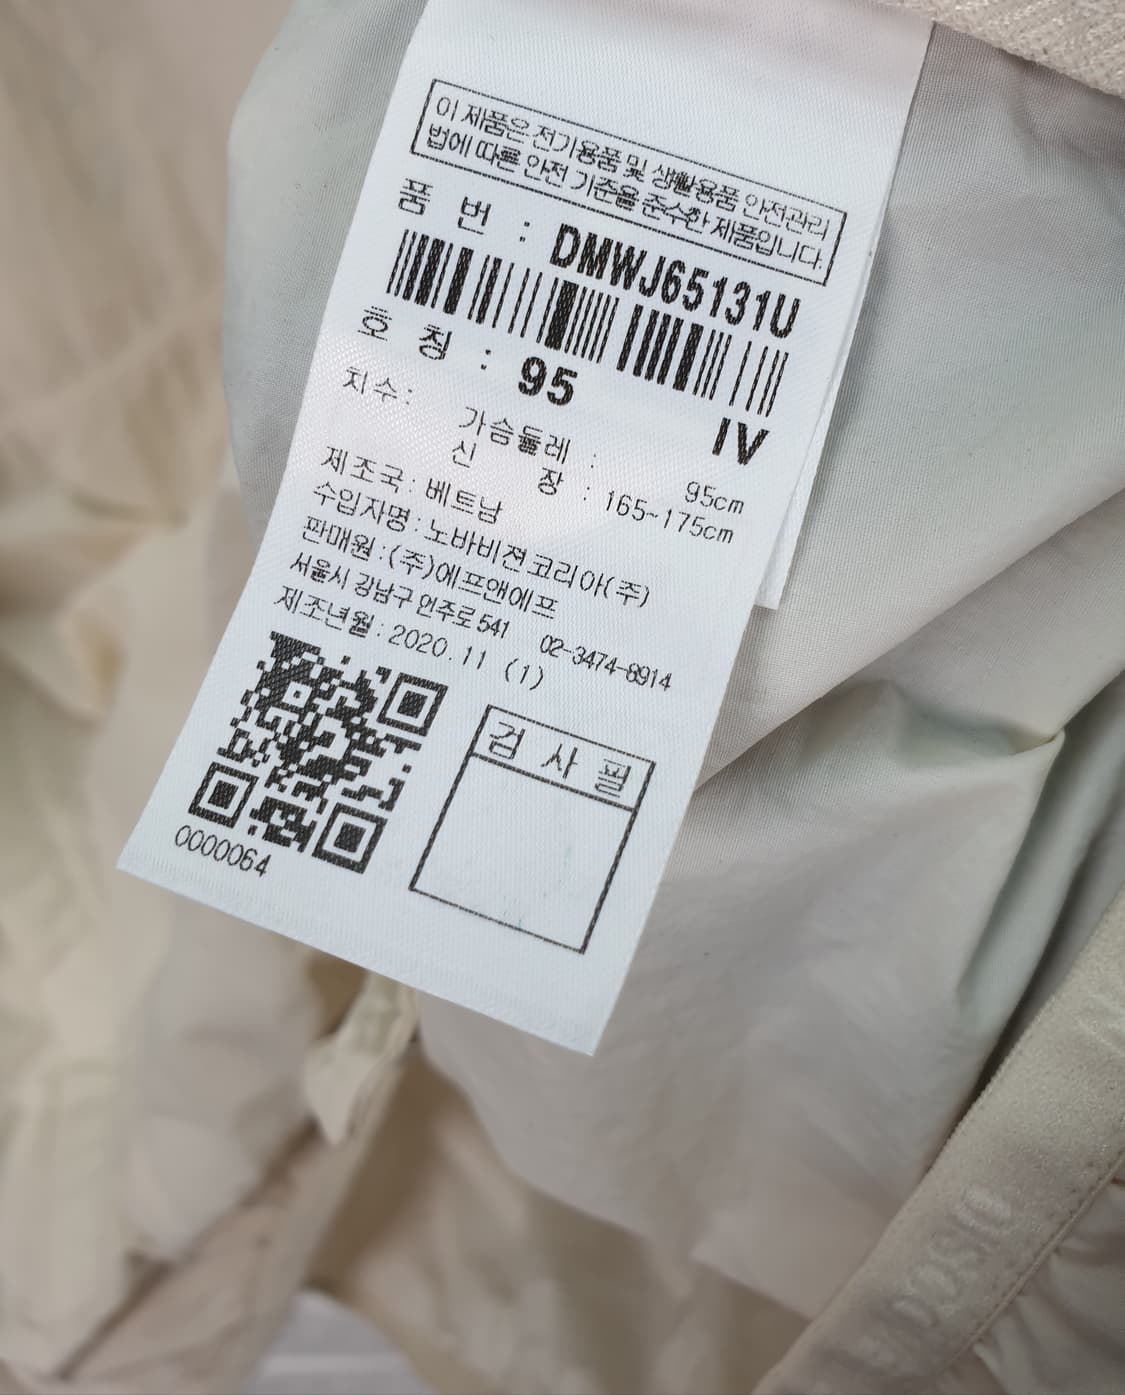 이 제품은 전기용품 및 생활용품 안전관리
법에 따른 안전 기준을 준수한 제품입니다.
품 번 : DMWJ65131U
호 칭 : 95
IV
치수: 가슴둘레 : 95cm
신 장 : 165~175cm
제조국 : 베트남
수입자명 : 노바비젼코리아(주)
판매원 : (주)에프앤에프
서울시 강남구 언주로 541 02-3474-8914
제조년월 : 2020.11 (1)
검 사 필
0000064